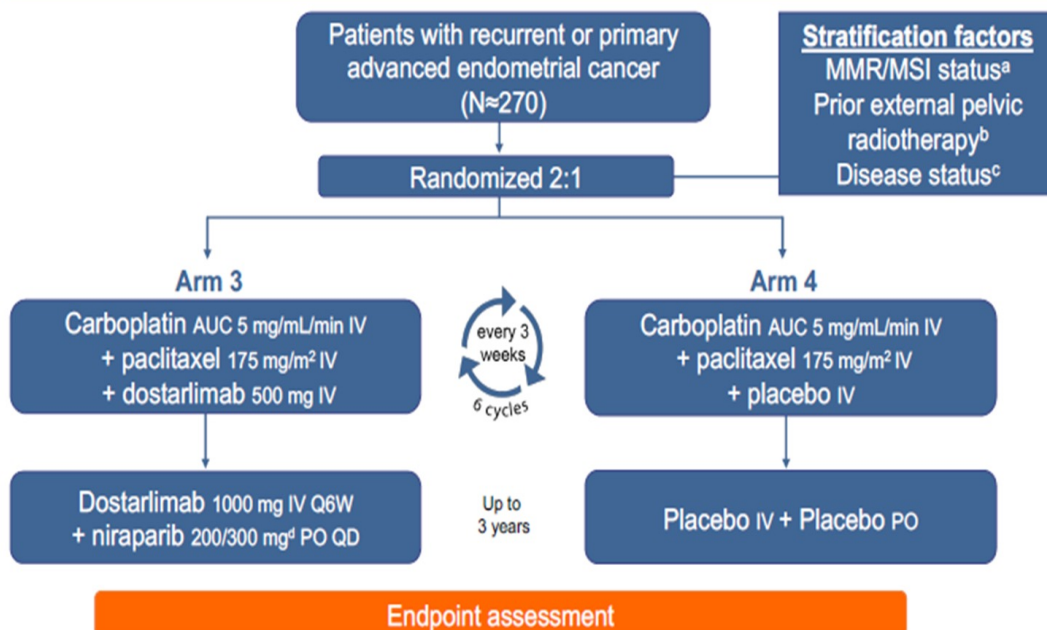 Patients with recurrent or primary
advanced endometrial cancer
(N≈270)
Stratification factors
MMR/MSI statusᵃ
Prior external pelvic
radiotherapyᵇ
Disease statusᶜ
Randomized 2:1
Arm 3
Arm 4
Carboplatin AUC 5 mg/mL/min IV
+ paclitaxel 175 mg/m² IV
+ dostarlimab 500 mg IV
every 3
weeks
6 cycles
Carboplatin AUC 5 mg/mL/min IV
+ paclitaxel 175 mg/m² IV
+ placebo IV
Dostarlimab 1000 mg IV Q6W
+ niraparib 200/300 mgᵈ PO QD
Up to
3 years
Placebo IV + Placebo PO
Endpoint assessment